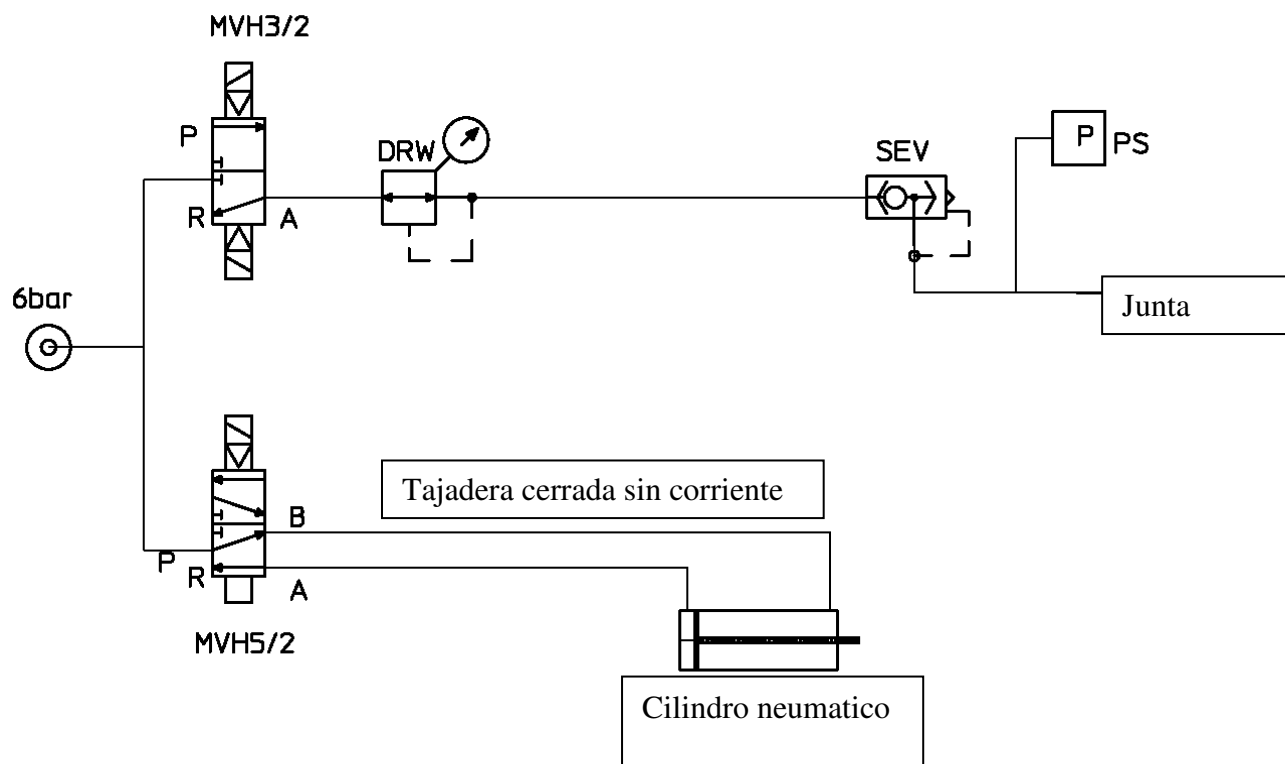 MVH3/2
P
DRW
SEV
P
PS
R
A
Junta
6bar
Tajadera cerrada sin corriente
B
P
R
A
MVH5/2
Cilindro neumatico